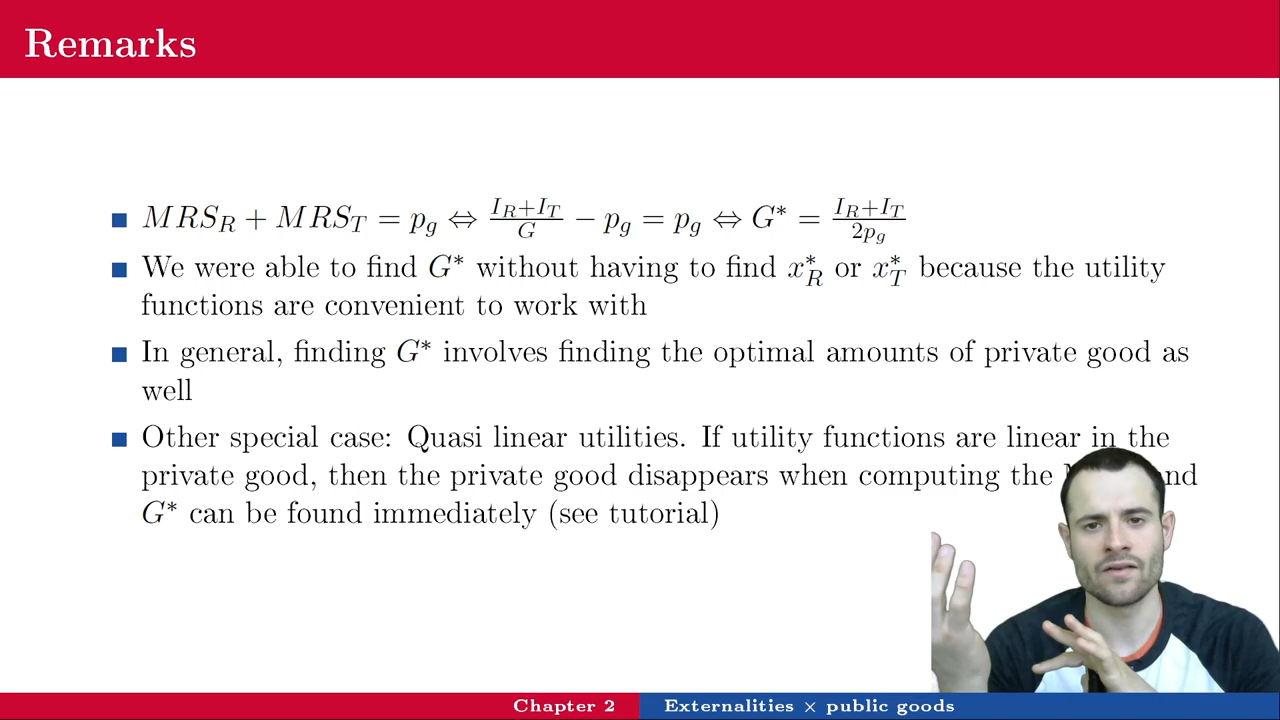 Remarks
■ MRS_R + MRS_T = p_g ⇔ (I_R+I_T)/G − p_g = p_g ⇔ G* = (I_R+I_T)/(2p_g)
■ We were able to find G* without having to find x*_R or x*_T because the utility
functions are convenient to work with
■ In general, finding G* involves finding the optimal amounts of private good as
well
■ Other special case: Quasi linear utilities. If utility functions are linear in the
private good, then the private good disappears when computing the and
G* can be found immediately (see tutorial)
Chapter 2 Externalities × public goods